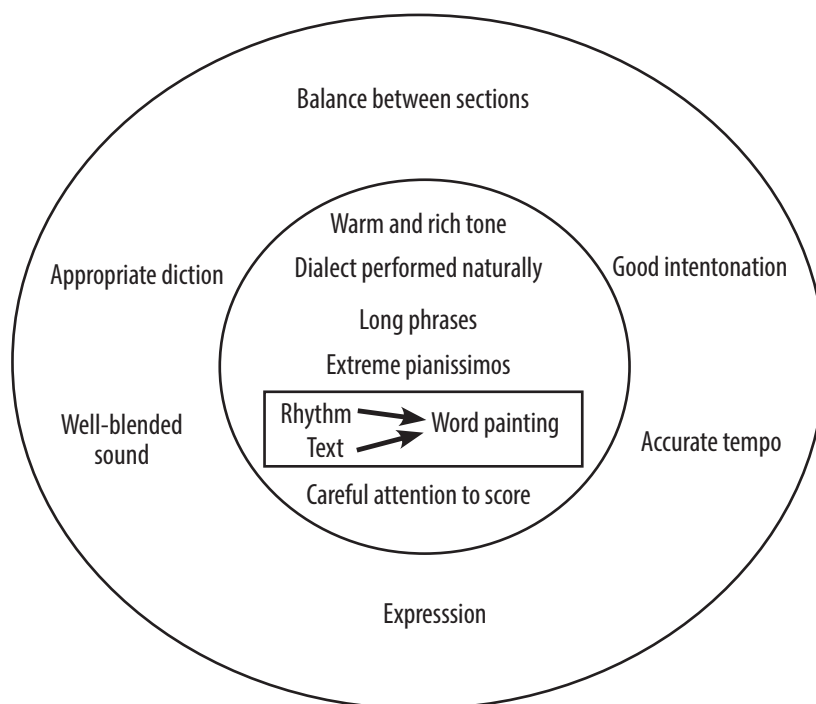 Balance between sections
Warm and rich tone
Dialect performed naturally
Appropriate diction
Good intentonation
Long phrases
Extreme pianissimos
Rhythm
Word painting
Text
Well-blended
sound
Accurate tempo
Careful attention to score
Expresssion